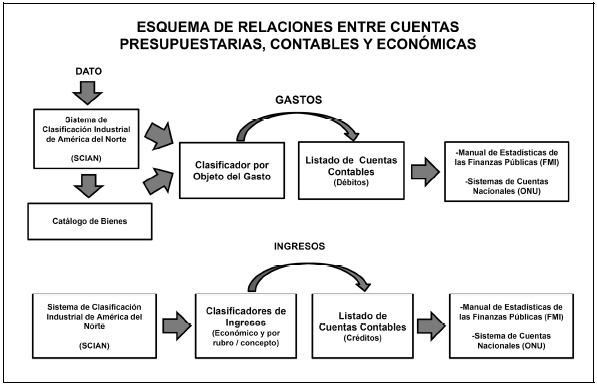 ESQUEMA DE RELACIONES ENTRE CUENTAS
PRESUPUESTARIAS, CONTABLES Y ECONÓMICAS
DATO
GASTOS
Sistema de
Clasificación Industrial
de América del Norte
(SCIAN)
Clasificador por
Objeto del Gasto
Listado de Cuentas
Contables
(Débitos)
-Manual de Estadísticas de
las Finanzas Públicas (FMI)
-Sistemas de Cuentas
Nacionales (ONU)
Catálogo de Bienes
INGRESOS
Sistema de Clasificación
Industrial de América del
Norte
(SCIAN)
Clasificadores de
Ingresos
(Económico y por
rubro / concepto)
Listado de
Cuentas Contables
(Créditos)
-Manual de Estadísticas de
las Finanzas Públicas (FMI)
-Sistema de Cuentas
Nacionales (ONU)